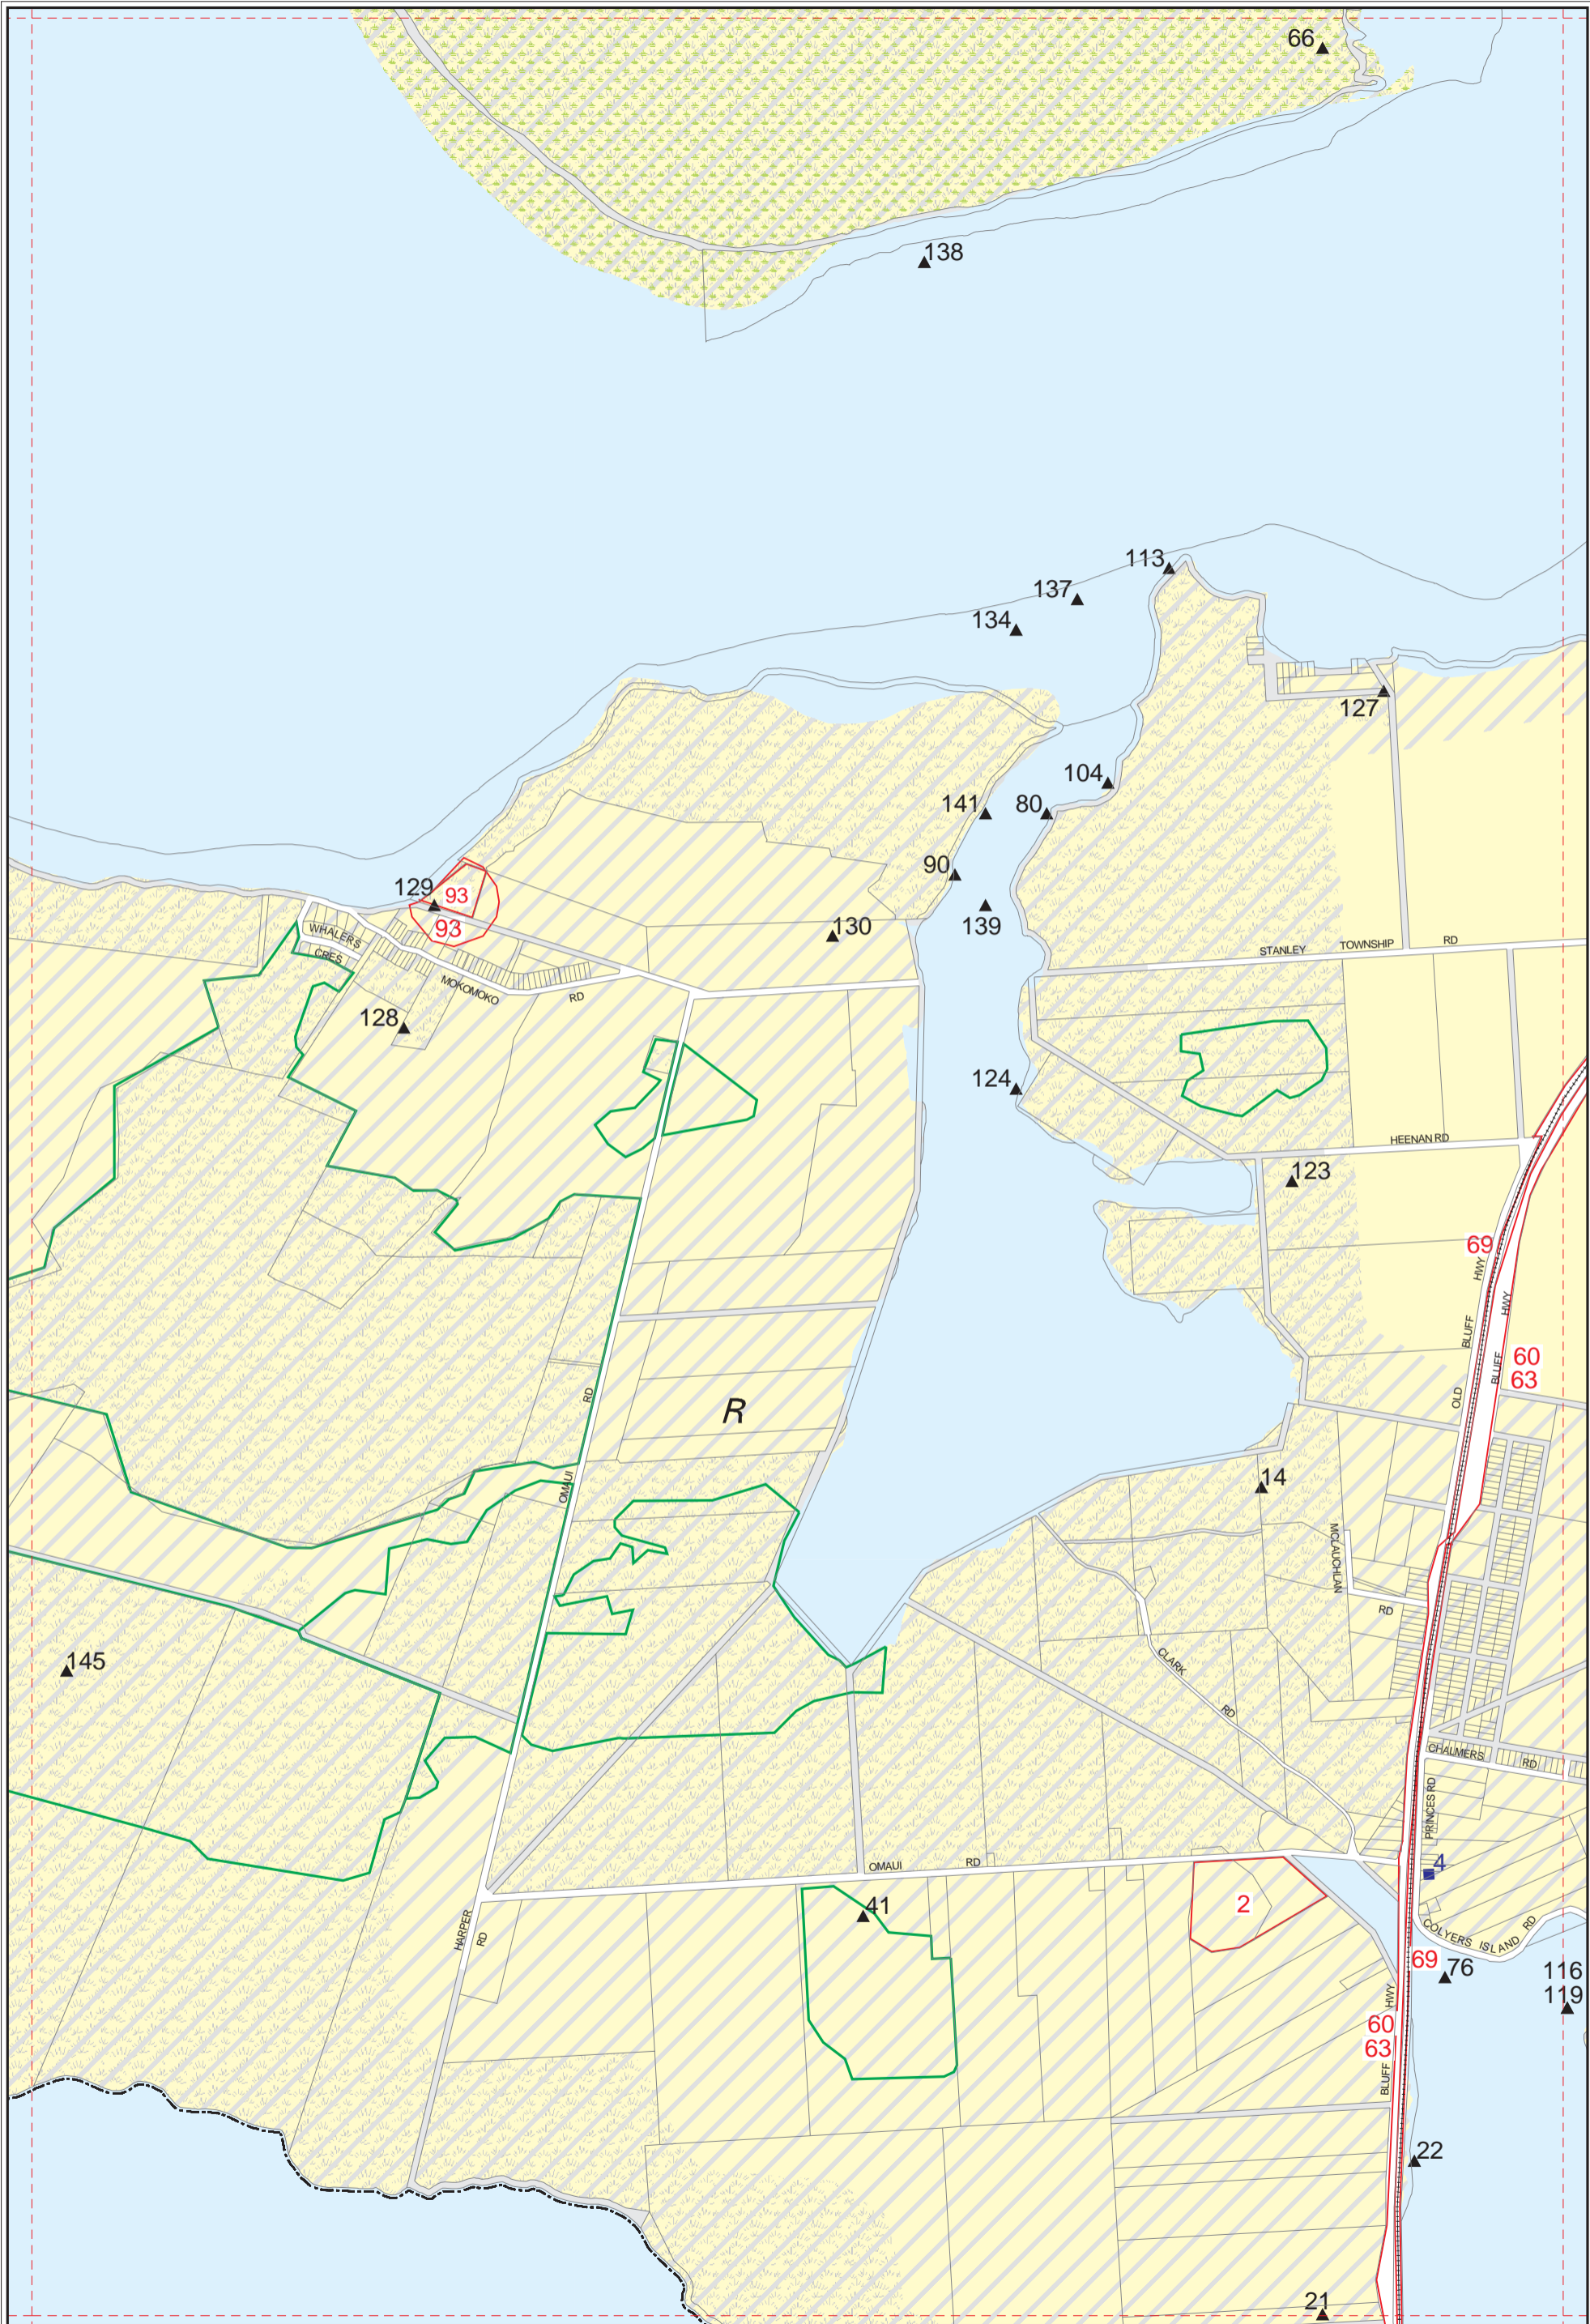 66
138
113
137
134
127
104
141
80
90
129
93
93
139
130
WHALERS
CRES
STANLEY TOWNSHIP RD
MOKOMOKO RD
128
124
HEENAN RD
123
69
HWY
HWY
BLUFF
BLUFF
60
63
OLD
RD
R
OMAUI
14
MCLAUCHLAN
RD
145
CLARK
RD
CHALMERS RD
PRINCES RD
4
OMAUI RD
41
2
HARPER
RD
COLYERS ISLAND RD
69
76
116
119
HWY
60
63
BLUFF
22
21